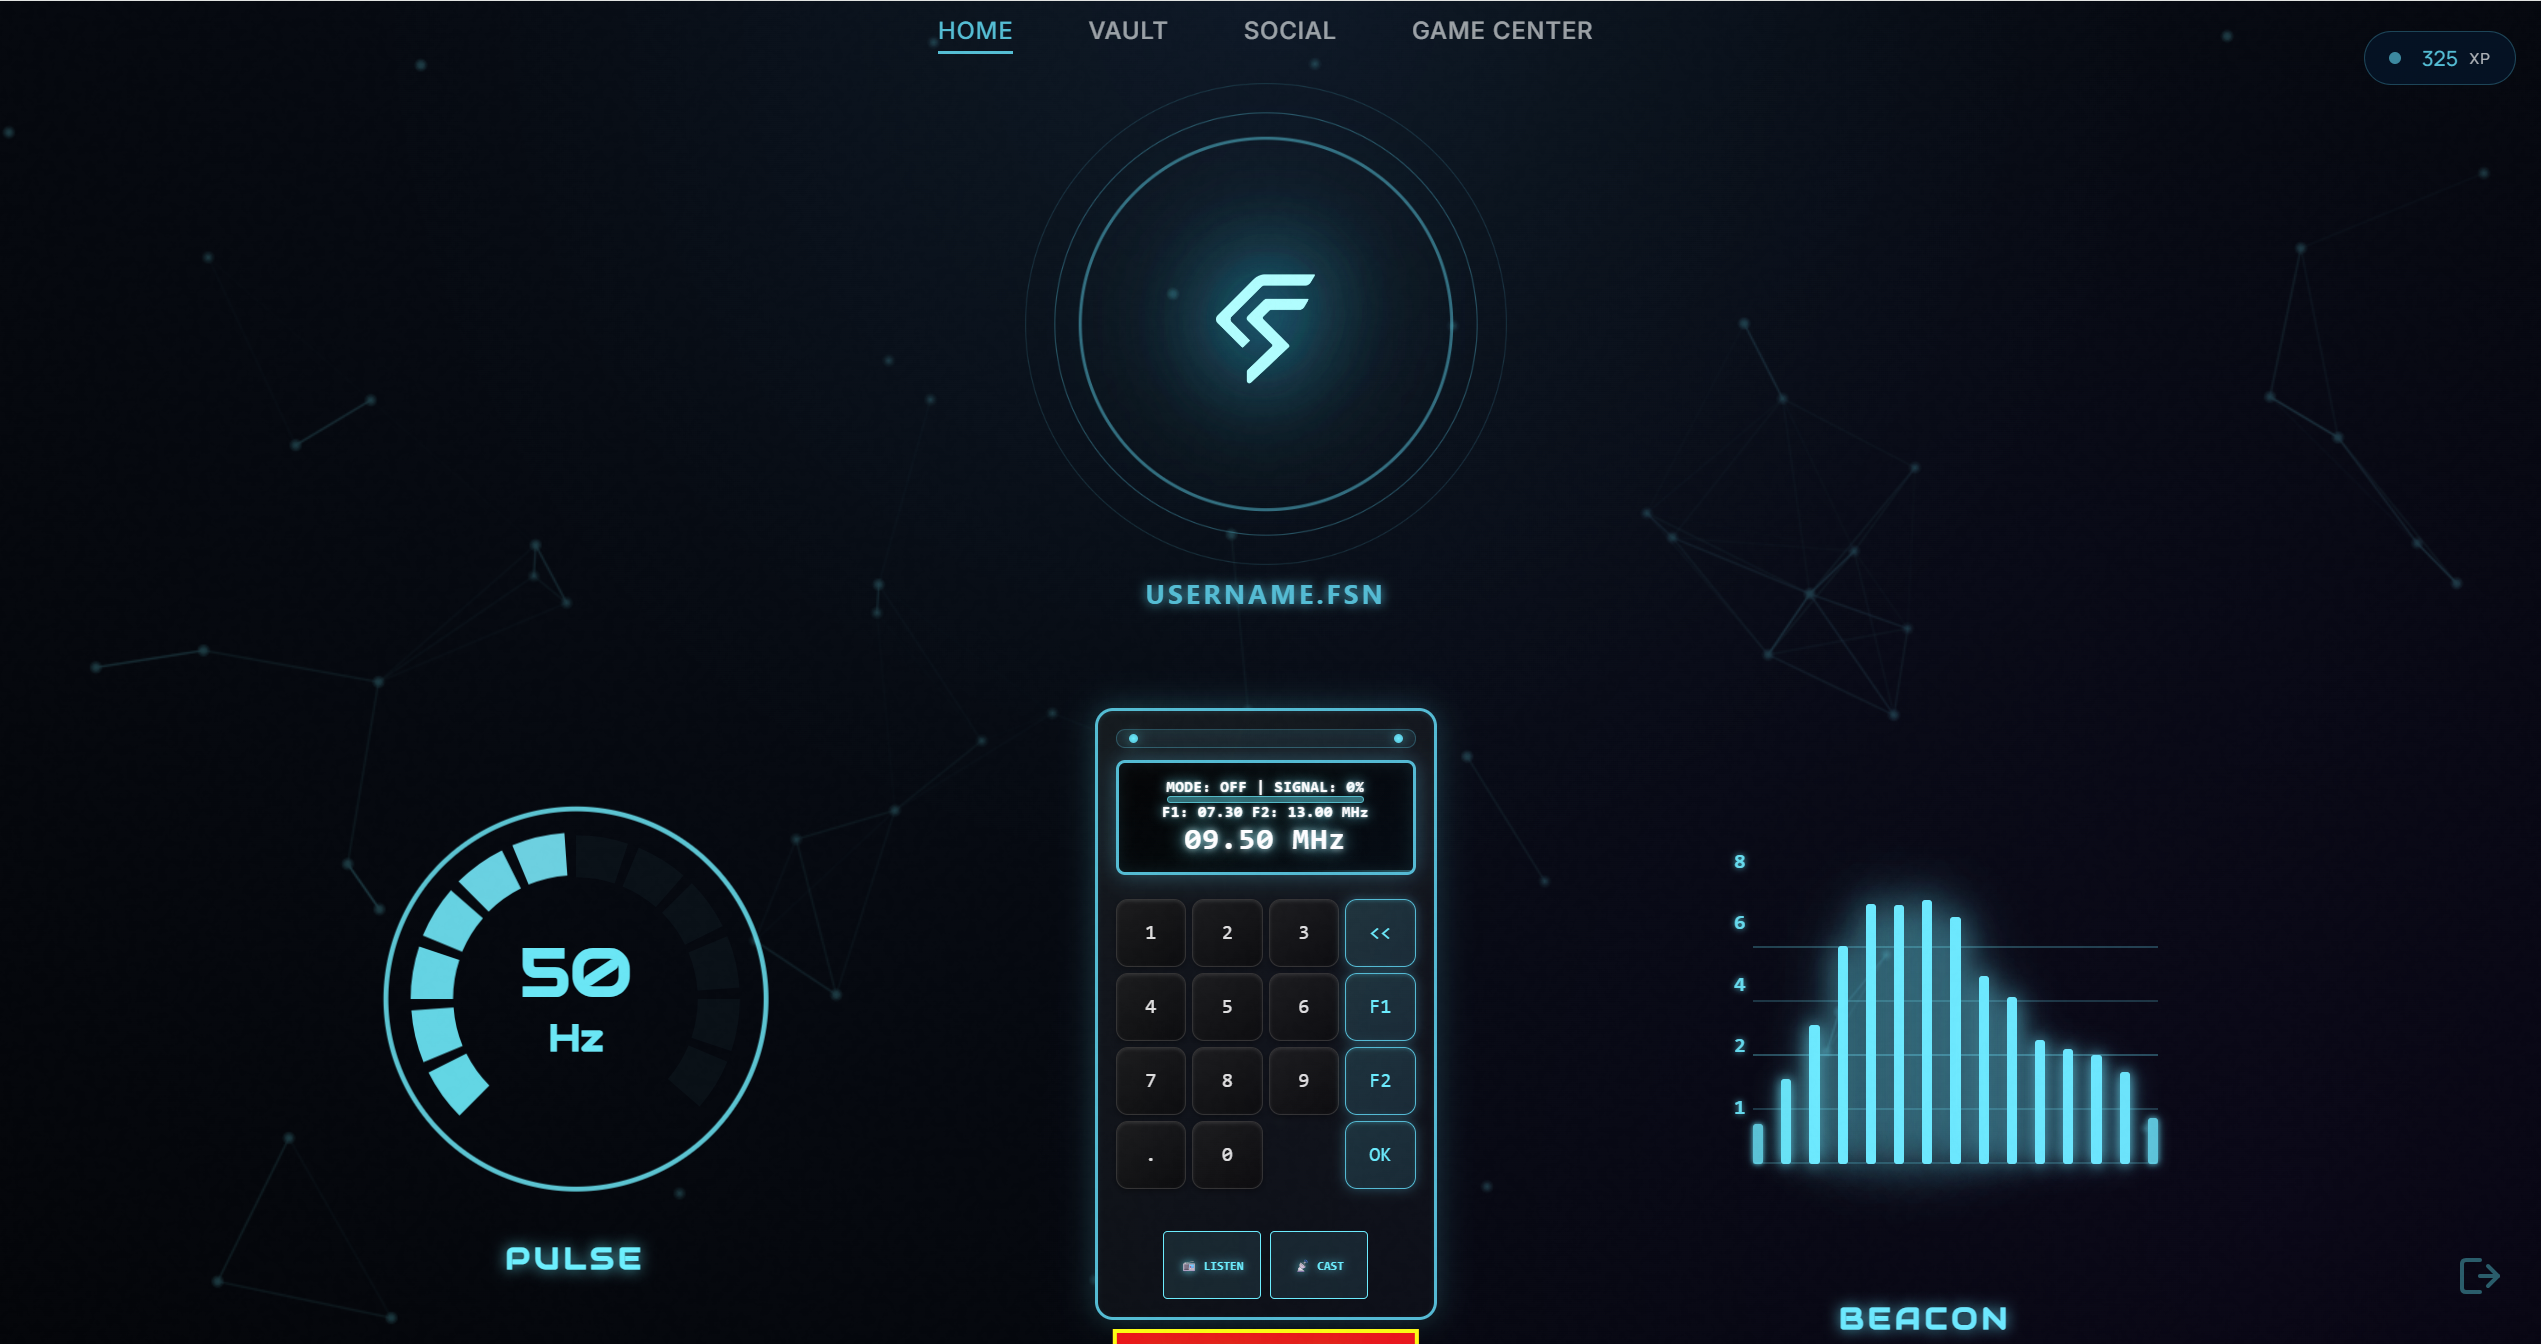 HOME VAULT SOCIAL GAME CENTER
325 XP
USERNAME.FSN
MODE: OFF | SIGNAL: 0%
F1: 07.30 F2: 13.00 MHz
09.50 MHz
1 2 3 <<
4 5 6 F1
7 8 9 F2
. 0 OK
LISTEN CAST
50
Hz
PULSE
8
6
4
2
1
BEACON